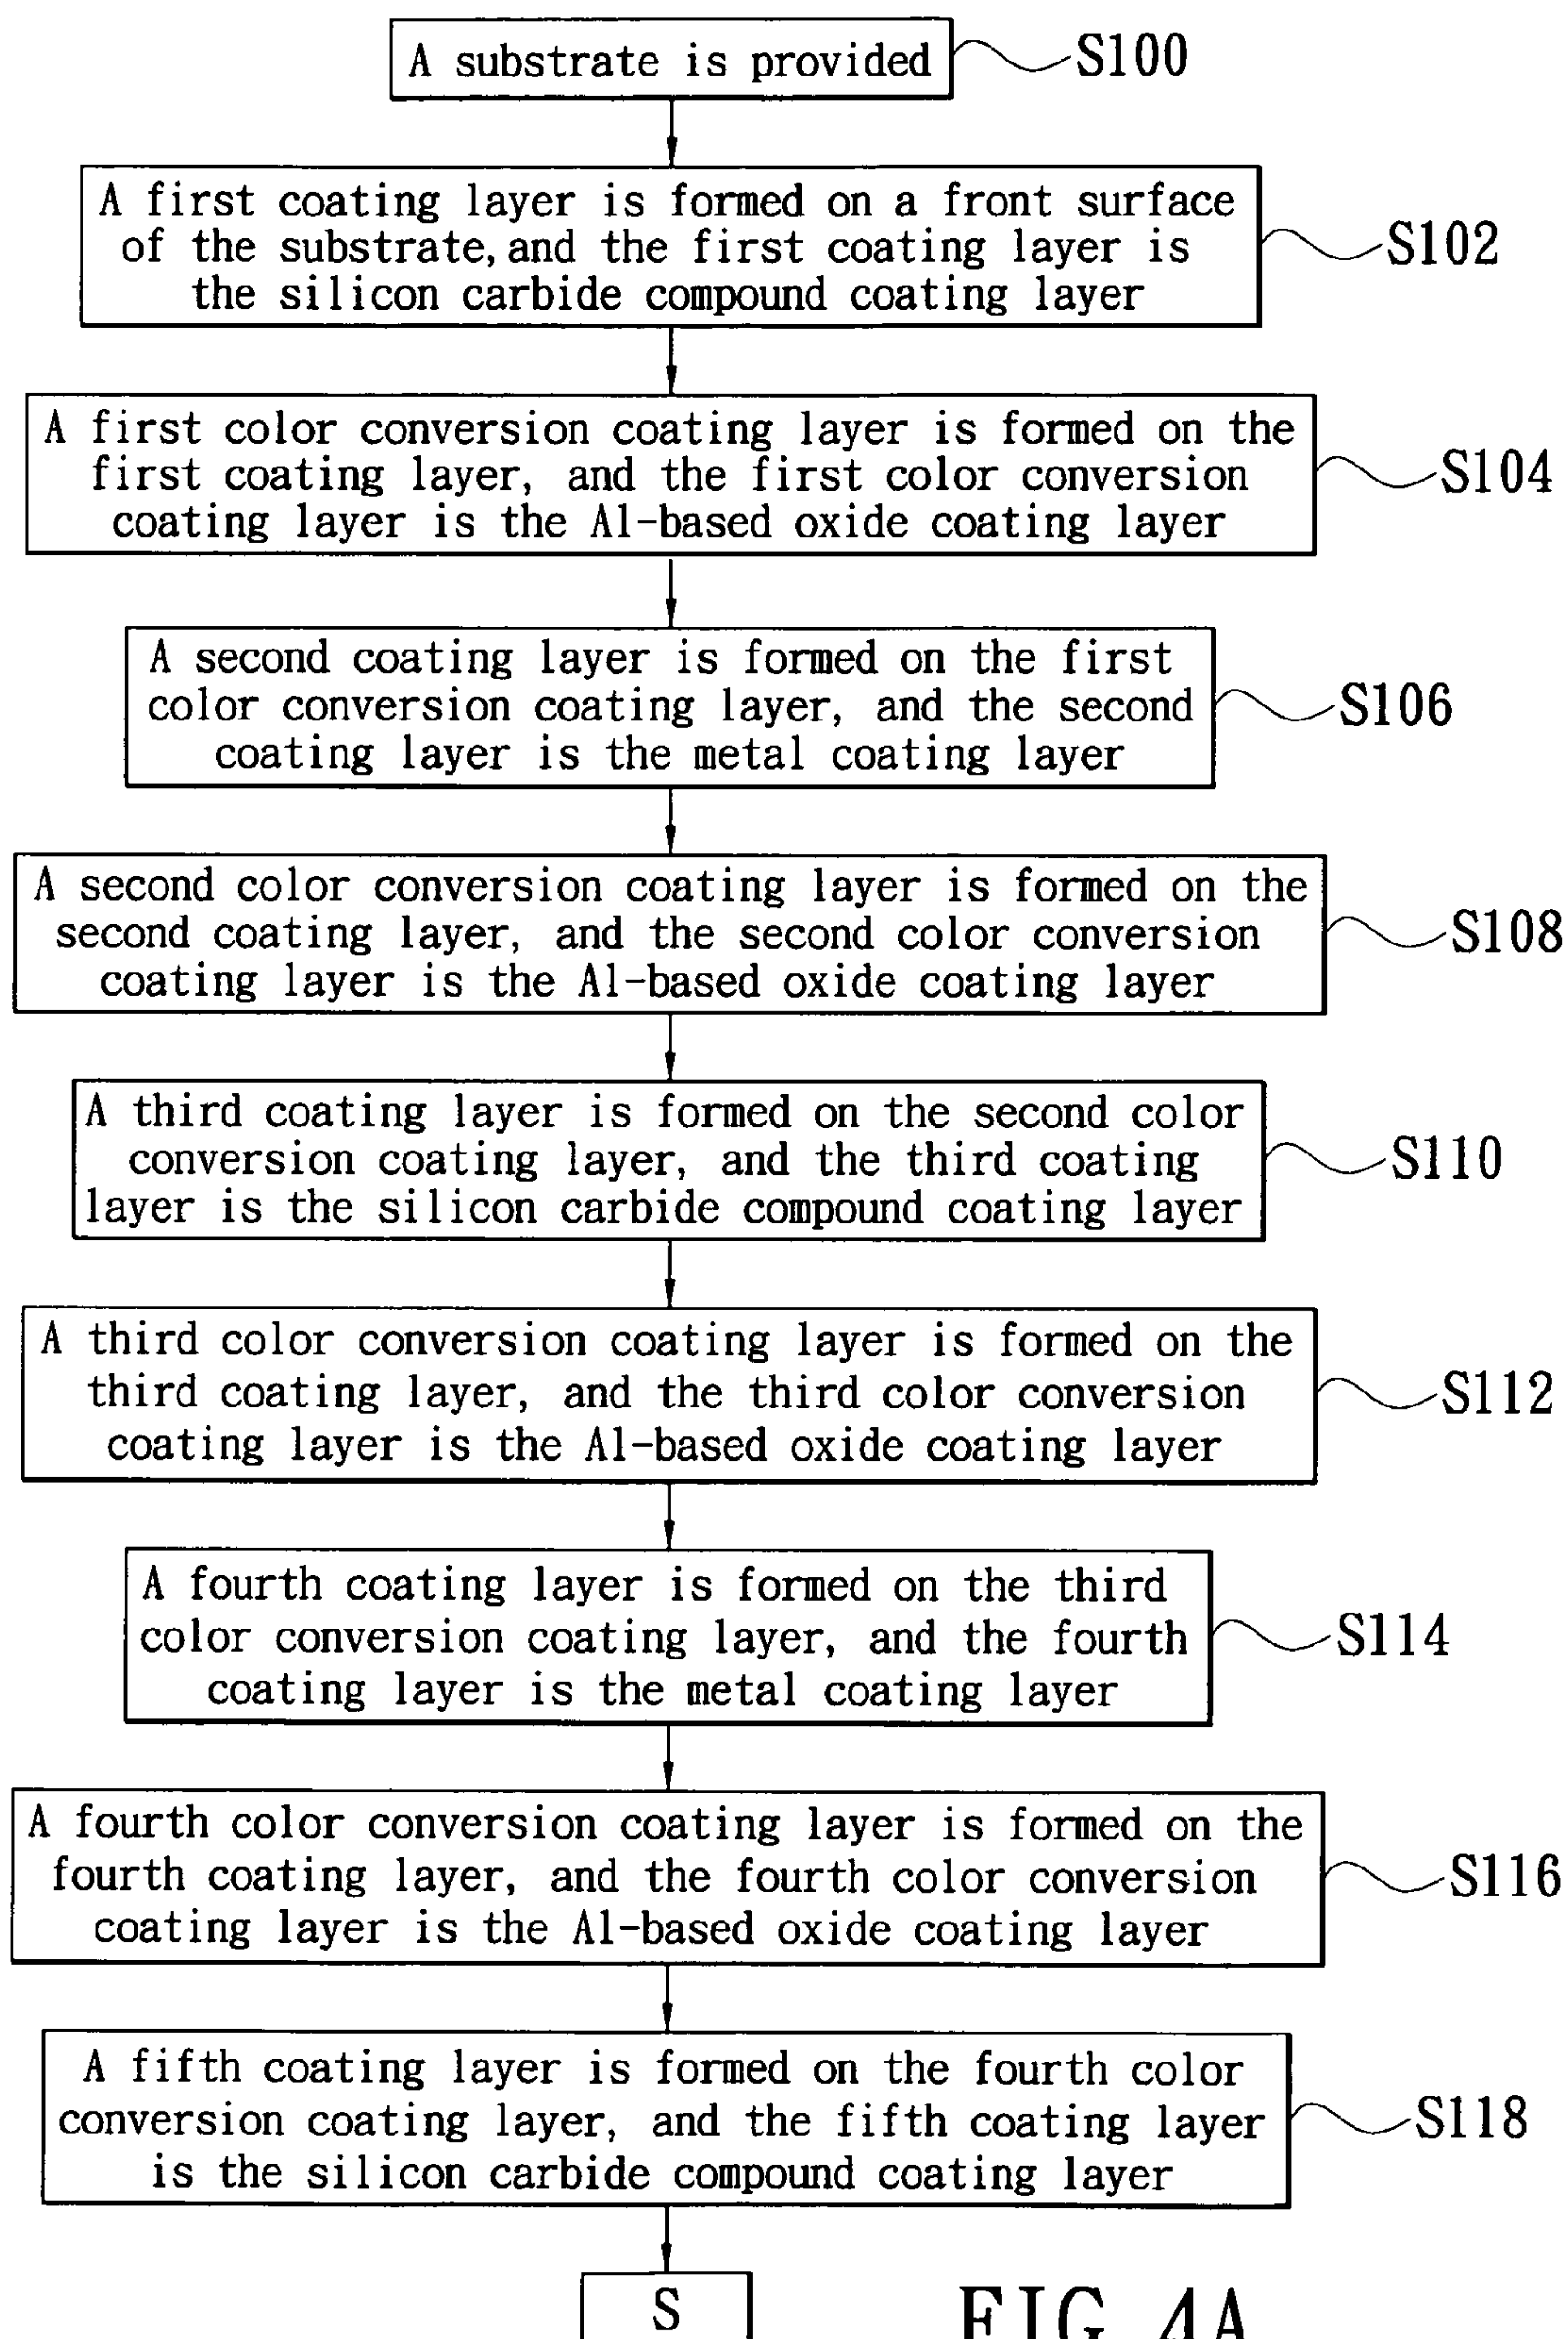 A substrate is provided
S100
A first coating layer is formed on a front surface
of the substrate, and the first coating layer is
the silicon carbide compound coating layer
S102
A first color conversion coating layer is formed on the
first coating layer, and the first color conversion
coating layer is the Al-based oxide coating layer
S104
A second coating layer is formed on the first
color conversion coating layer, and the second
coating layer is the metal coating layer
S106
A second color conversion coating layer is formed on the
second coating layer, and the second color conversion
coating layer is the Al-based oxide coating layer
S108
A third coating layer is formed on the second color
conversion coating layer, and the third coating
layer is the silicon carbide compound coating layer
S110
A third color conversion coating layer is formed on the
third coating layer, and the third color conversion
coating layer is the Al-based oxide coating layer
S112
A fourth coating layer is formed on the third
color conversion coating layer, and the fourth
coating layer is the metal coating layer
S114
A fourth color conversion coating layer is formed on the
fourth coating layer, and the fourth color conversion
coating layer is the Al-based oxide coating layer
S116
A fifth coating layer is formed on the fourth color
conversion coating layer, and the fifth coating layer
is the silicon carbide compound coating layer
S118
S
FIG. 4A